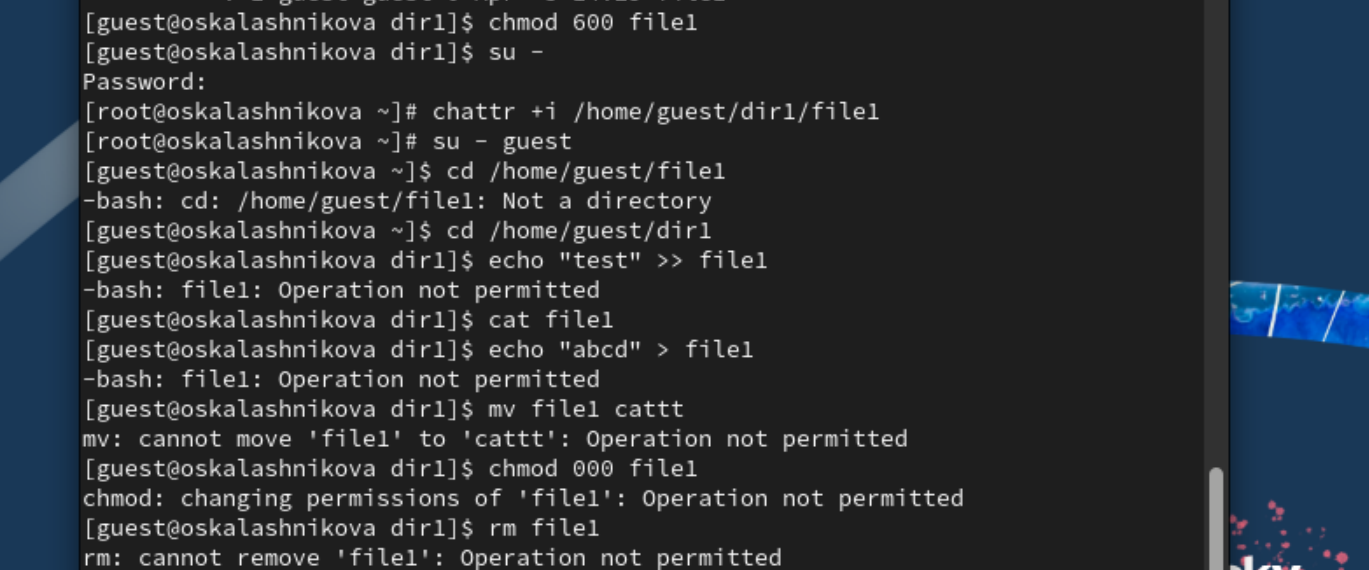 [guest@oskalashnikova dir1]$ chmod 600 file1
[guest@oskalashnikova dir1]$ su -
Password:
[root@oskalashnikova ~]# chattr +i /home/guest/dir1/file1
[root@oskalashnikova ~]# su - guest
[guest@oskalashnikova ~]$ cd /home/guest/file1
-bash: cd: /home/guest/file1: Not a directory
[guest@oskalashnikova ~]$ cd /home/guest/dir1
[guest@oskalashnikova dir1]$ echo "test" >> file1
-bash: file1: Operation not permitted
[guest@oskalashnikova dir1]$ cat file1
[guest@oskalashnikova dir1]$ echo "abcd" > file1
-bash: file1: Operation not permitted
[guest@oskalashnikova dir1]$ mv file1 cattt
mv: cannot move 'file1' to 'cattt': Operation not permitted
[guest@oskalashnikova dir1]$ chmod 000 file1
chmod: changing permissions of 'file1': Operation not permitted
[guest@oskalashnikova dir1]$ rm file1
rm: cannot remove 'file1': Operation not permitted